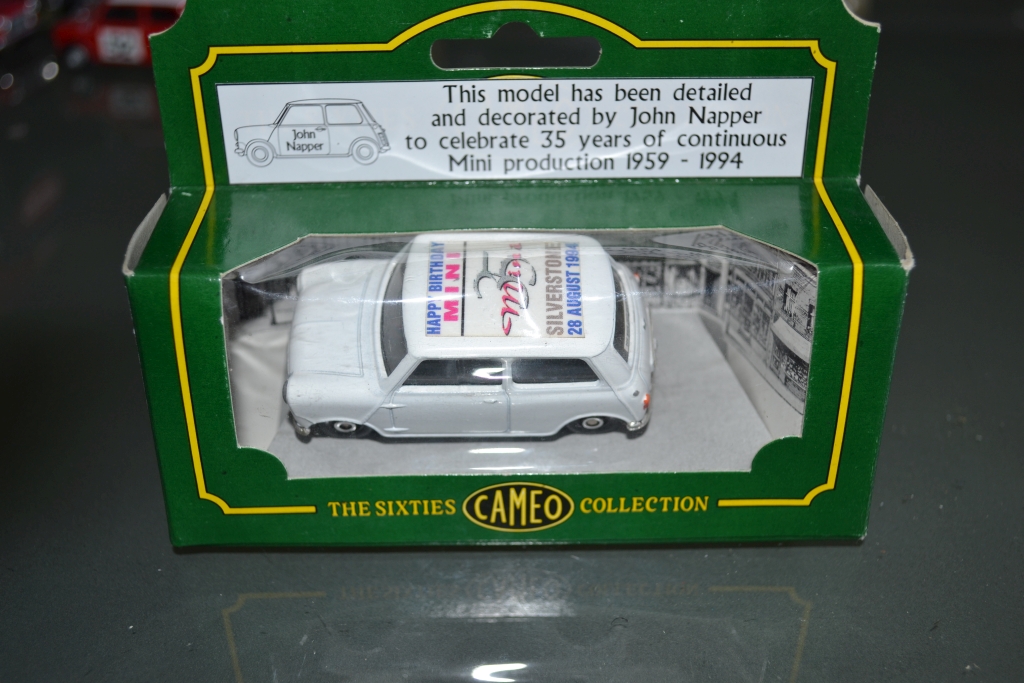 This model has been detailed
and decorated by John Napper
to celebrate 35 years of continuous
Mini production 1959 - 1994
John
Napper
HAPPY BIRTHDAY
MINI
SILVERSTONE
28 AUGUST 1994
THE SIXTIES CAMEO COLLECTION